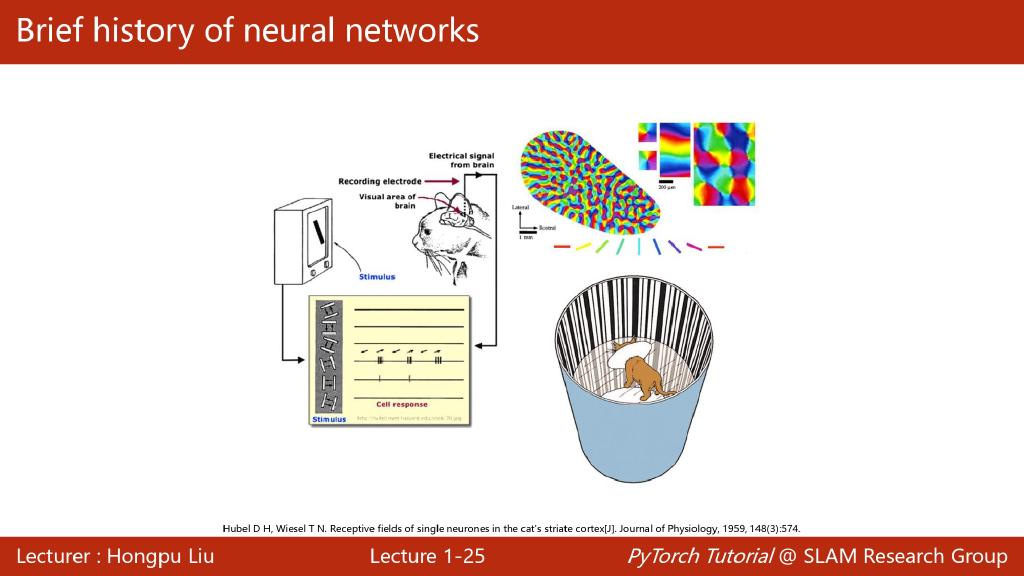 Brief history of neural networks
Electrical signal
from brain
Recording electrode
Visual area of
brain
Stimulus
Stimulus
Cell response
Lateral
Rostral
1 mm
200 μm
Hubel D H, Wiesel T N. Receptive fields of single neurones in the cat's striate cortex[J]. Journal of Physiology, 1959, 148(3):574.
Lecturer : Hongpu Liu
Lecture 1-25
PyTorch Tutorial @ SLAM Research Group